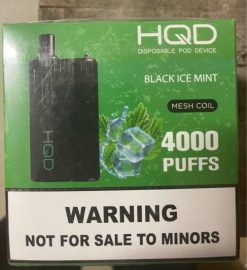 HQD
DISPOSABLE POD DEVICE
BLACK ICE MINT
MESH COIL
4000
PUFFS
HQD
WARNING
NOT FOR SALE TO MINORS